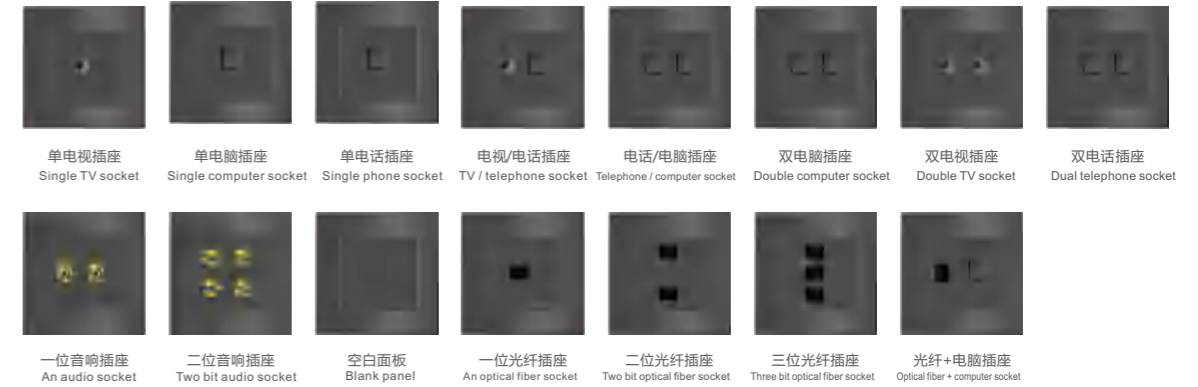 单电视插座
Single TV socket
单电脑插座
Single computer socket
单电话插座
Single phone socket
电视/电话插座
TV / telephone socket
电话/电脑插座
Telephone / computer socket
双电脑插座
Double computer socket
双电视插座
Double TV socket
双电话插座
Dual telephone socket
一位音响插座
An audio socket
二位音响插座
Two bit audio socket
空白面板
Blank panel
一位光纤插座
An optical fiber socket
二位光纤插座
Two bit optical fiber socket
三位光纤插座
Three bit optical fiber socket
光纤+电脑插座
Optical fiber + computer socket